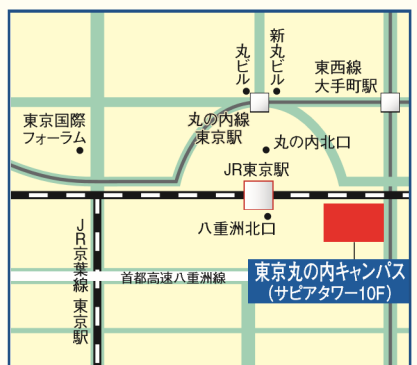 丸ビル
新丸ビル
東西線
大手町駅
東京国際
フォーラム
丸の内線
東京駅
丸の内北口
JR東京駅
八重洲北口
JR京葉線 東京駅
首都高速八重洲線
東京丸の内キャンパス
(サピアタワー10F)